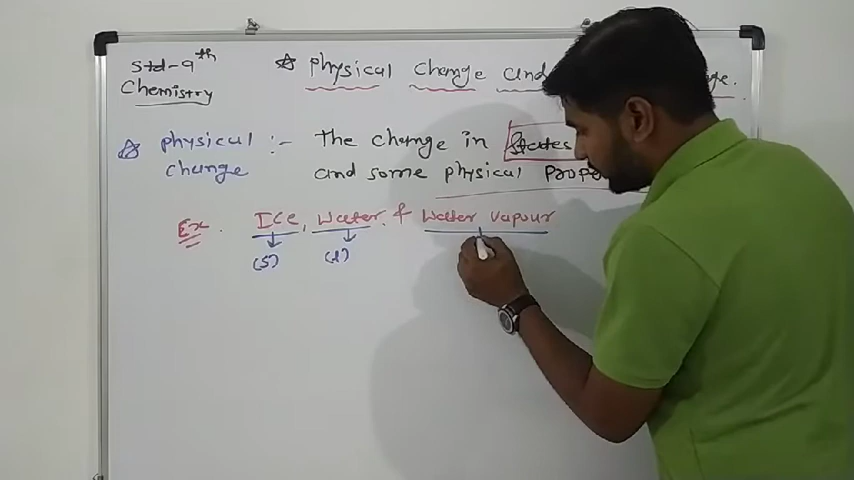 Std-9th
Chemistry
☆ physical change and
☆ physical :- The change in States
change and some physical
Ex. ICe, water, & Water vapour
(s) (l)